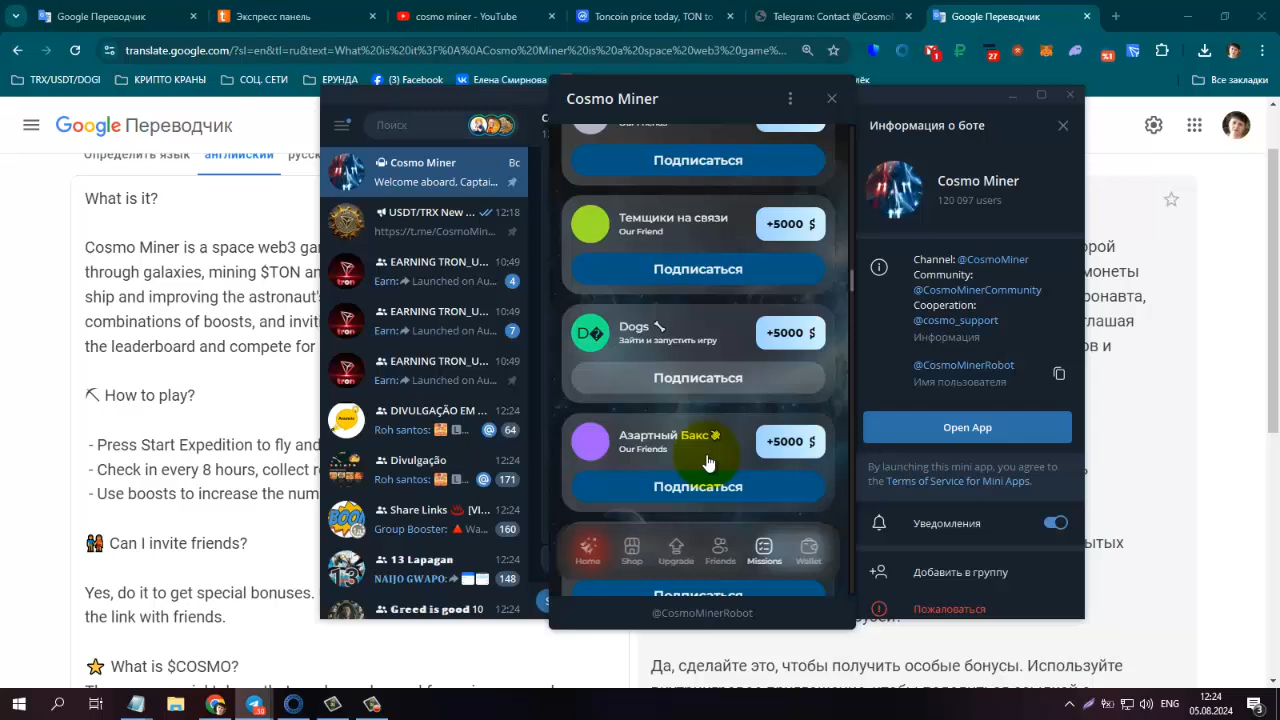 Google Переводчик
Экспресс панель
cosmo miner - YouTube
Toncoin price today, TON to
Telegram: Contact @Cosmo
Google Переводчик
translate.google.com/?sl=en&tl=ru&text=What%20is%20it%3F%0A%0ACosmo%20Miner%20is%20a%20space%20web3%20game%...
TRX/USDT/DOGI
КРИПТО КРАНЫ
СОЦ. СЕТИ
ЕРУНДА
(3) Facebook
Елена Смирнова
Все закладки
Google Переводчик
Определить язык
английский
What is it?
Cosmo Miner is a space web3
through galaxies, mining $TON an
ship and improving the astronaut's
combinations of boosts, and invit
the leaderboard and compete for
⛏ How to play?
- Press Start Expedition to fly and
- Check in every 8 hours, collect
- Use boosts to increase the num
Can I invite friends?
Yes, do it to get special bonuses.
the link with friends.
⭐ What is $COSMO?
Поиск
Cosmo Miner
Welcome aboard, Captai...
USDT/TRX New ...
12:18
https://t.me/CosmoMin...
EARNING TRON_U...
10:49
Earn: Launched on Au...
4
EARNING TRON_U...
10:49
Earn: Launched on Au...
7
EARNING TRON_U...
10:49
Earn: Launched on Au...
DIVULGAÇÃO EM ...
12:24
Roh santos:
@ 64
Divulgação
12:24
Roh santos:
@ 171
Share Links ♨ [VI...
12:24
Group Booster: 🔺 Wa...
160
13 Lapagan
12:24
NAIJO GWAPO:
148
Greed is good 10
12:24
Cosmo Miner
Our Friends
Подписаться
Темщики на связи
Our Friend
+5000 $
Подписаться
Dogs 🦴
Зайти и запустить игру
+5000 $
Подписаться
Азартный Бакс
Our Friends
+5000 $
Подписаться
Home
Shop
Upgrade
Friends
Missions
Wallet
Подписаться
@CosmoMinerRobot
Информация о боте
Cosmo Miner
120 097 users
Channel: @CosmoMiner
Community:
@CosmoMinerCommunity
Cooperation:
@cosmo_support
Информация
@CosmoMinerRobot
Имя пользователя
Open App
By launching this mini app, you agree to
the Terms of Service for Mini Apps.
Уведомления
Добавить в группу
Пожаловаться
Да, сделайте это, чтобы получить особые бонусы. Используйте
ENG
12:24
05.08.2024